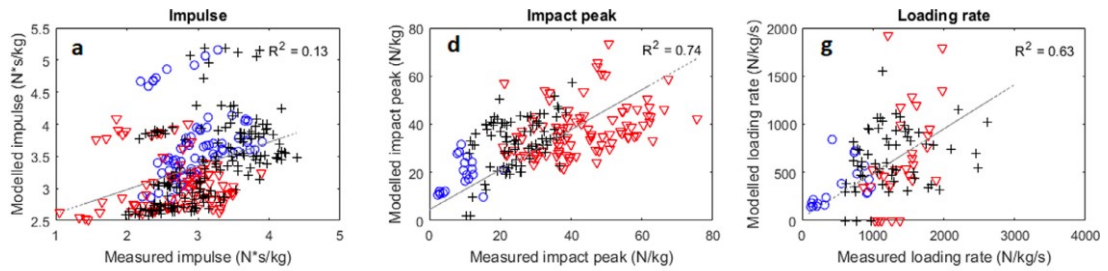 Impulse
a
R² = 0.13
Modelled impulse (N*s/kg)
5.5
5
4.5
4
3.5
3
2.5
1
2
3
4
5
Measured impulse (N*s/kg)
Impact peak
d
R² = 0.74
Modelled impact peak (N/kg)
80
60
40
20
0
0
20
40
60
80
Measured impact peak (N/kg)
Loading rate
g
R² = 0.63
Modelled loading rate (N/kg/s)
2000
1500
1000
500
0
0
1000
2000
3000
4000
Measured loading rate (N/kg/s)